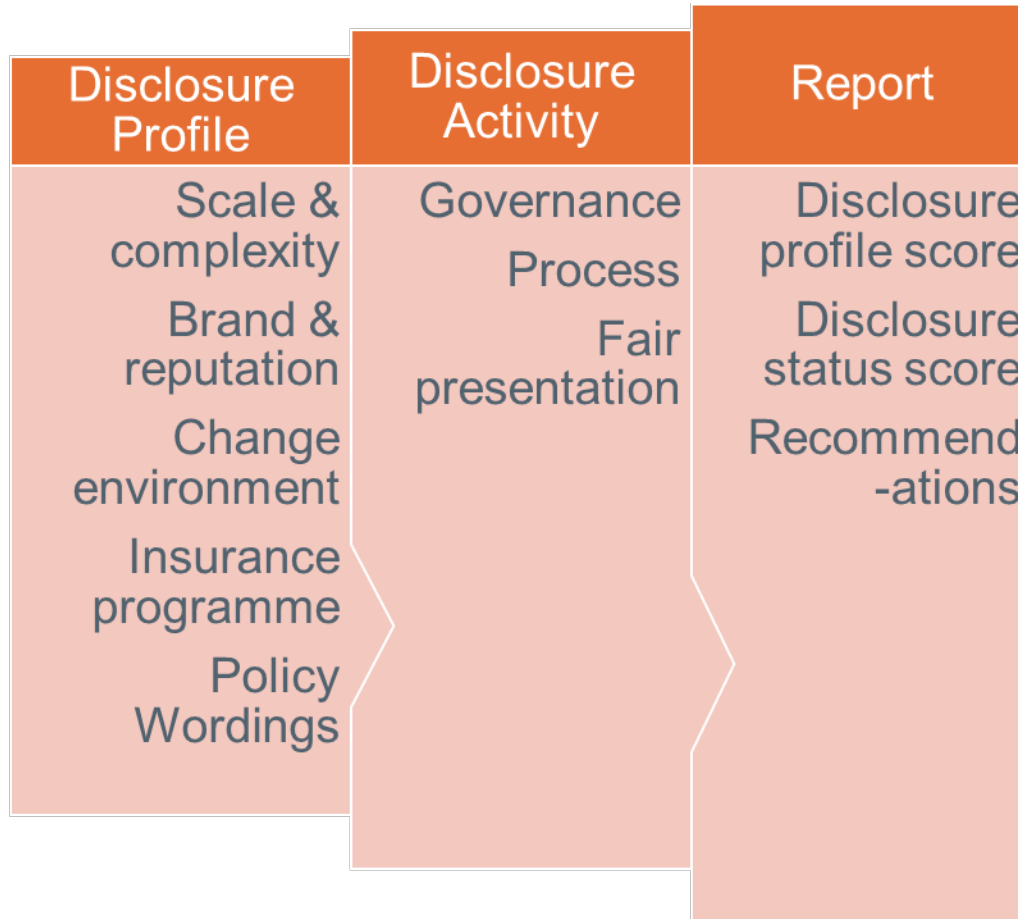 Disclosure
Profile
Scale &
complexity
Brand &
reputation
Change
environment
Insurance
programme
Policy
Wordings
Disclosure
Activity
Governance
Process
Fair
presentation
Report
Disclosure
profile score
Disclosure
status score
Recommend
-ations